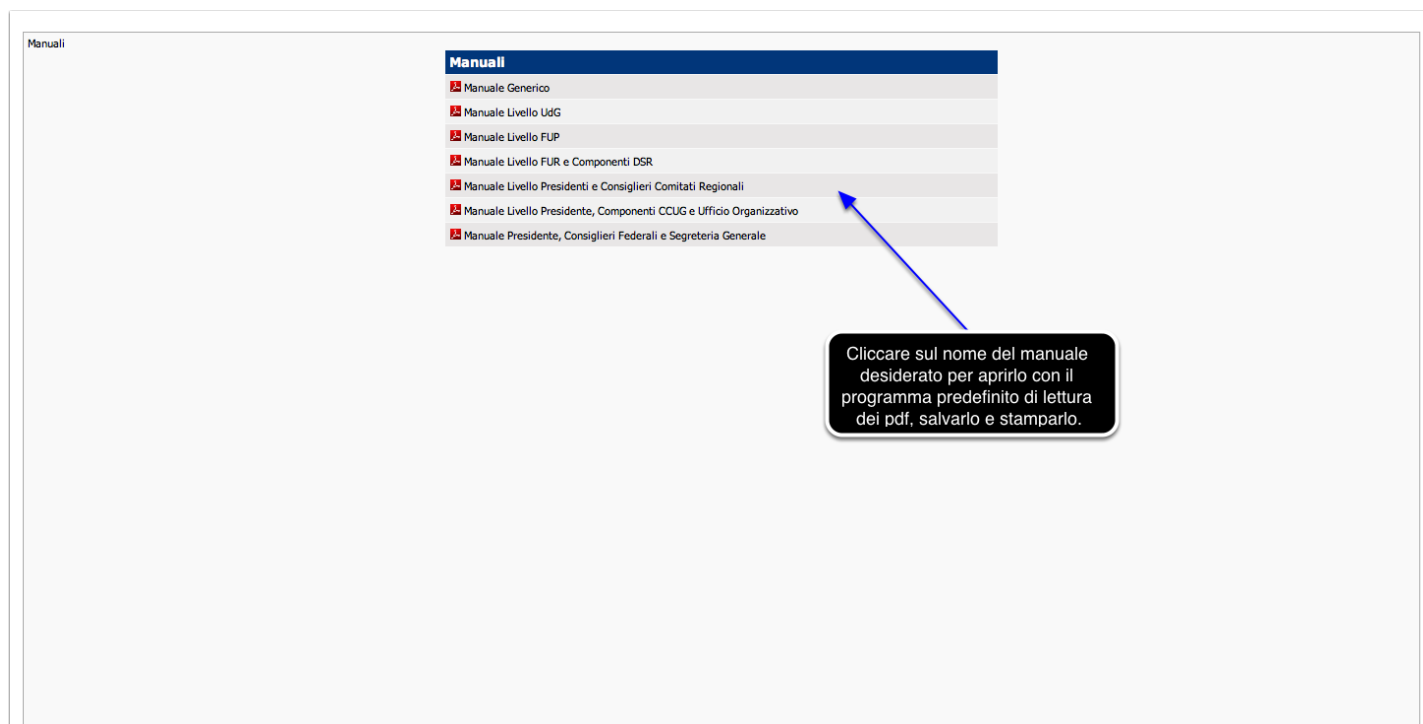 Manuali
Manuali
Manuale Generico
Manuale Livello UdG
Manuale Livello FUP
Manuale Livello FUR e Componenti DSR
Manuale Livello Presidenti e Consiglieri Comitati Regionali
Manuale Livello Presidente, Componenti CCUG e Ufficio Organizzativo
Manuale Presidente, Consiglieri Federali e Segreteria Generale
Cliccare sul nome del manuale
desiderato per aprirlo con il
programma predefinito di lettura
dei pdf, salvarlo e stamparlo.